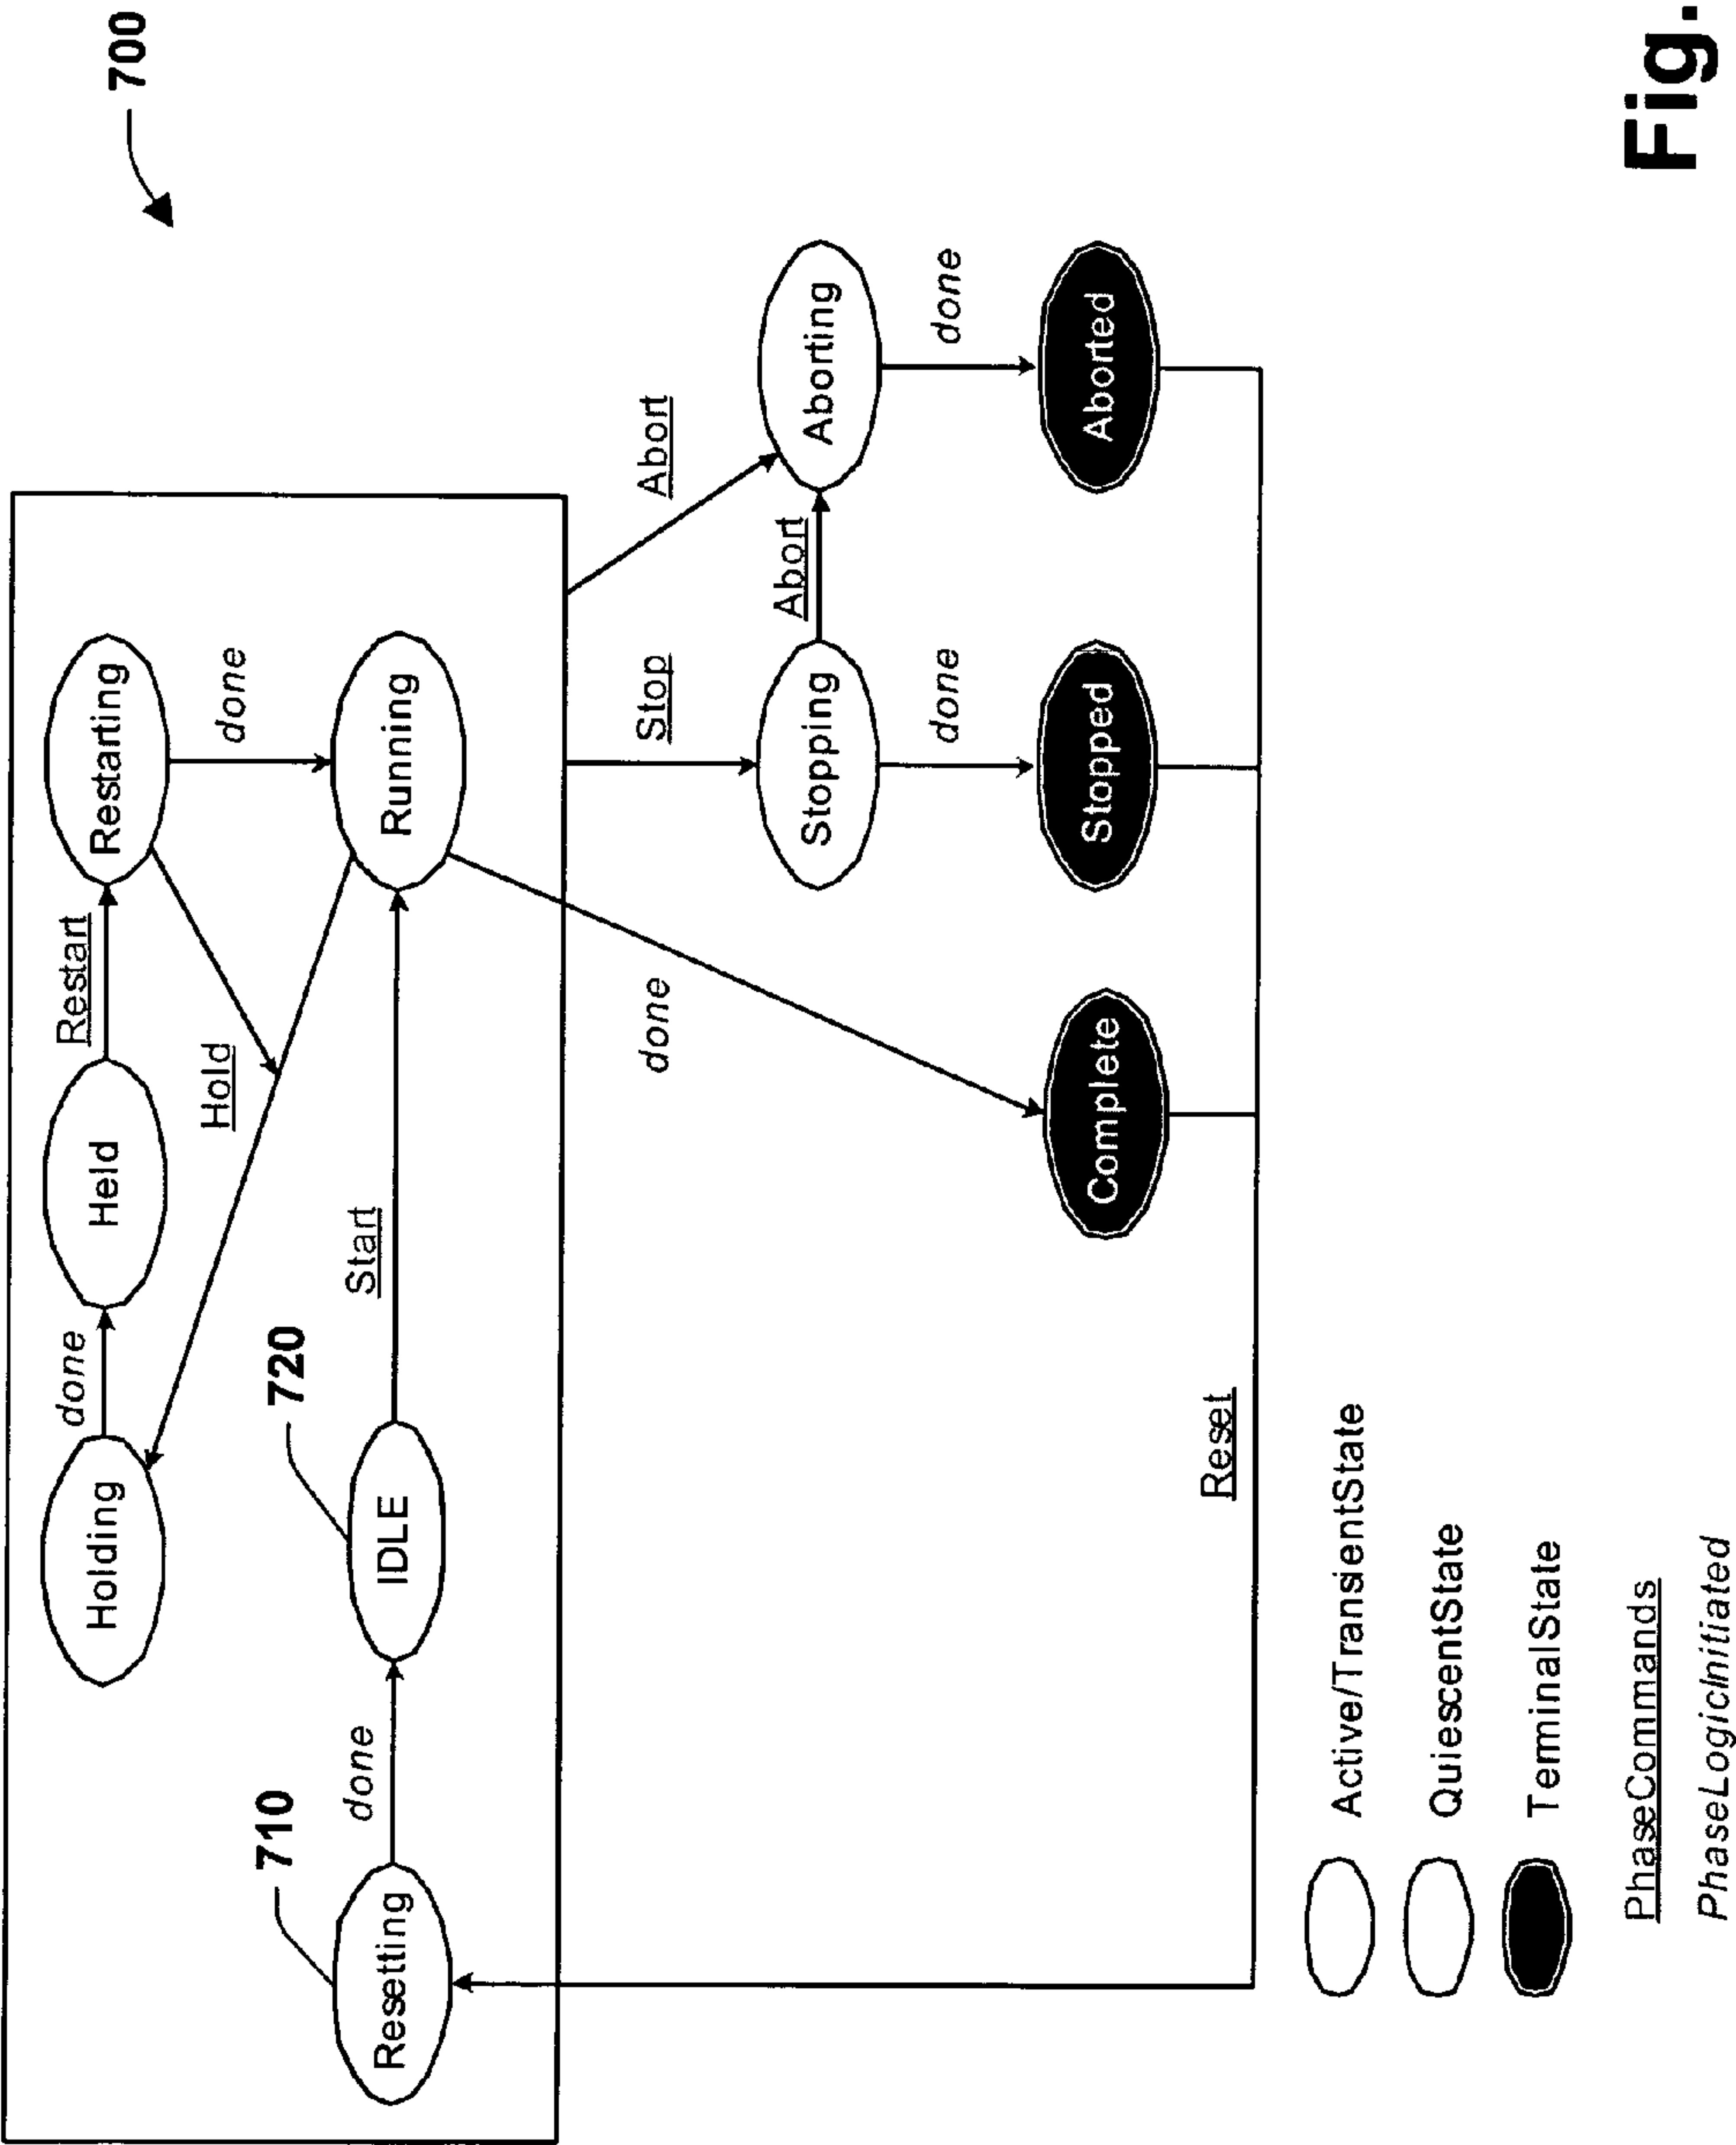 700
Holding
done
Held
Restart
Restarting
Hold
done
710
720
Resetting
done
IDLE
Start
Running
done
Stop
Abort
Stopping
Abort
Aborting
done
done
Complete
Stopped
Aborted
Reset
Active/TransientState
QuiescentState
TerminalState
PhaseCommands
PhaseLogicInitiated
Fig.